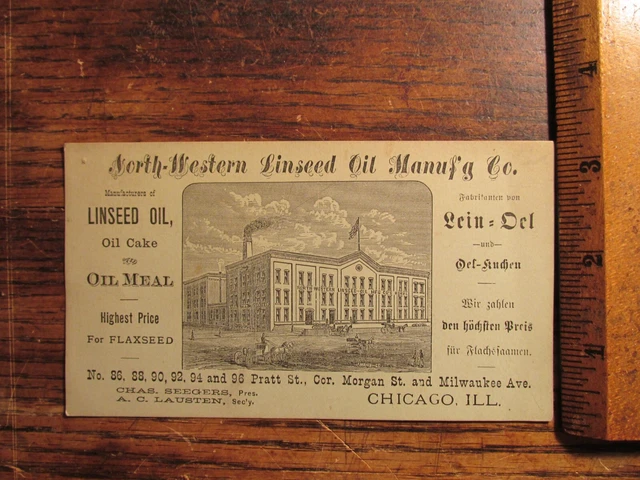 North-Western Linseed Oil Manuf'g Co.
Manufacturers of
LINSEED OIL,
Oil Cake
OIL MEAL
Highest Price
For FLAXSEED
Fabrikanten von
Lein-Oel
—und—
Oel-Kuchen
Wir zahlen
den höchsten Preis
für Flachssaamen.
No. 86, 88, 90, 92, 94 and 96 Pratt St., Cor. Morgan St. and Milwaukee Ave.
CHAS. SEEGERS, Pres.
A. C. LAUSTEN, Sec'y.
CHICAGO, ILL.
4
3
2
1